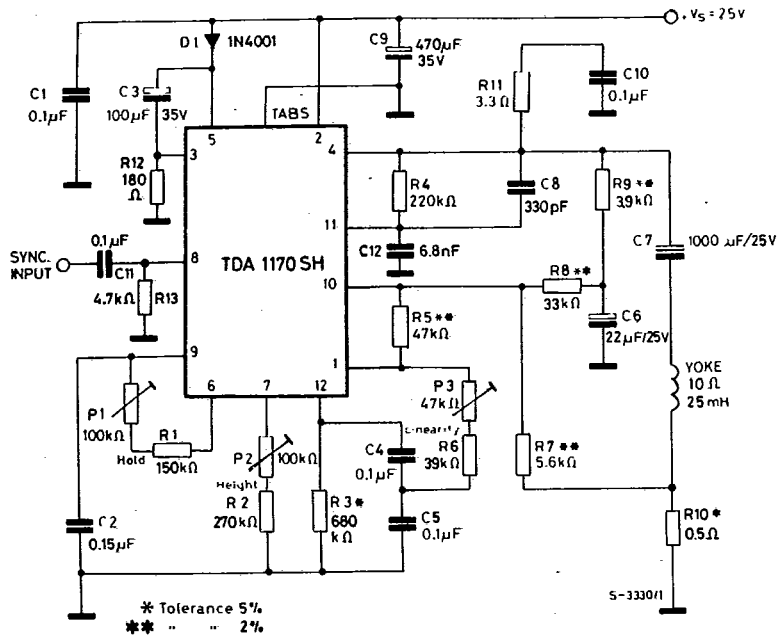 + Vs = 25V
D1 1N4001
C9 470µF 35V
C1 0.1µF
C3 100µF 35V
R11 3.3Ω
C10 0.1µF
TABS
5
2
3
4
R12 180 Ω
R4 220kΩ
C8 330pF
R9 ** 3.9kΩ
C7 1000 µF/25V
11
C12 6.8nF
SYNC. INPUT
0.1µF C11
8
TDA 1170 SH
10
R8 ** 33kΩ
4.7kΩ R13
R5 ** 47kΩ
C6 22µF/25V
9
1
YOKE 10 Ω 25mH
6
7
12
P3 47kΩ
Linearity
P1 100kΩ
Hold
R1 150kΩ
P2 100kΩ
Height
R2 270kΩ
R3 * 680 kΩ
C4 0.1µF
R6 39kΩ
R7 ** 5.6kΩ
C2 0.15µF
C5 0.1µF
R10 * 0.5Ω
S-3330/1
* Tolerance 5%
** " " 2%